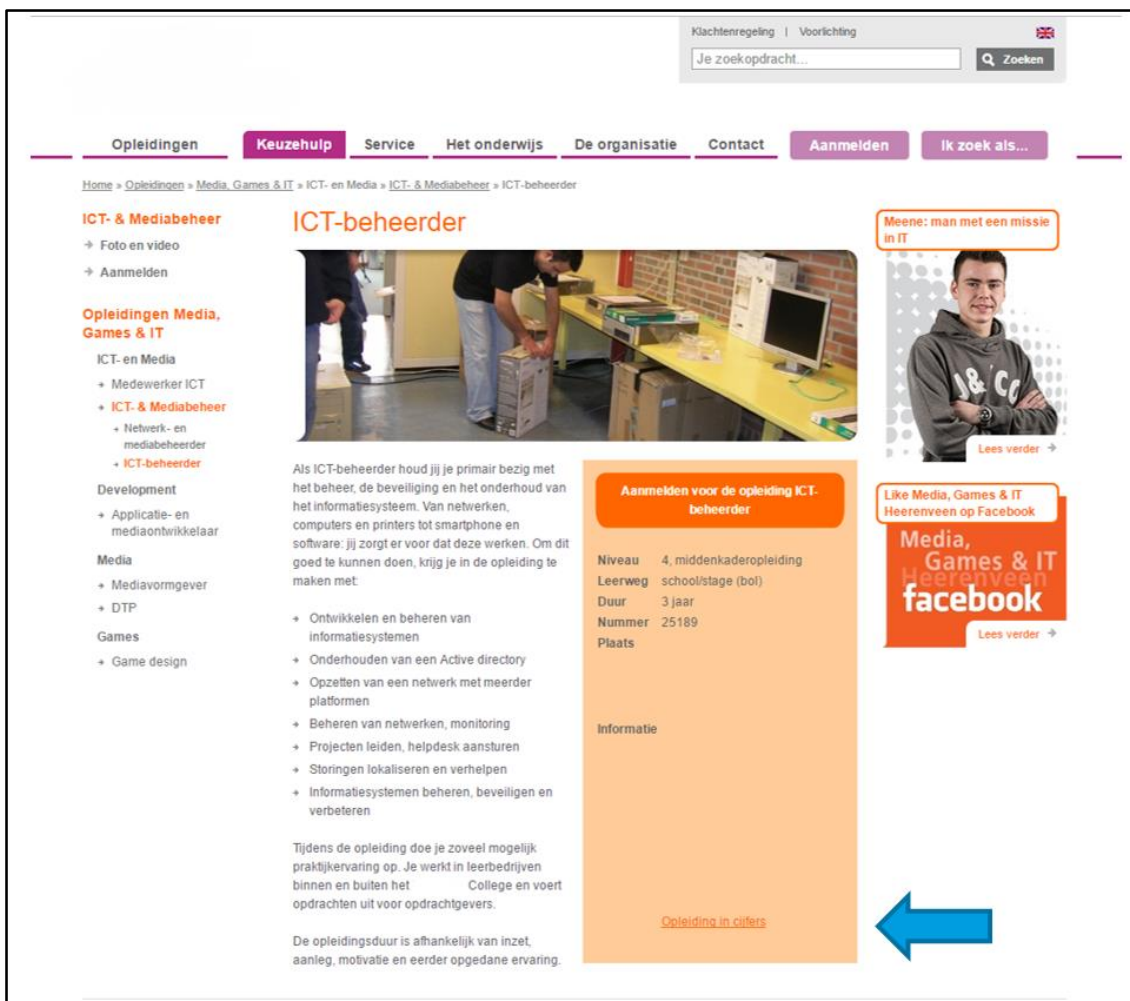 Klachtenregeling | Voorlichting
Je zoekopdracht...
Zoeken
Opleidingen
Keuzehulp
Service
Het onderwijs
De organisatie
Contact
Aanmelden
Ik zoek als...
Home » Opleidingen » Media, Games & IT » ICT- en Media » ICT- & Mediabeheer » ICT-beheerder
ICT- & Mediabeheer
Foto en video
Aanmelden
Opleidingen Media,
Games & IT
ICT- en Media
Medewerker ICT
ICT- & Mediabeheer
Netwerk- en
mediabeheerder
ICT-beheerder
Development
Applicatie- en
mediaontwikkelaar
Media
Mediavormgever
DTP
Games
Game design
ICT-beheerder
Als ICT-beheerder houd jij je primair bezig met
het beheer, de beveiliging en het onderhoud van
het informatiesysteem. Van netwerken,
computers en printers tot smartphone en
software: jij zorgt er voor dat deze werken. Om dit
goed te kunnen doen, krijg je in de opleiding te
maken met:
Ontwikkelen en beheren van
informatiesystemen
Onderhouden van een Active directory
Opzetten van een netwerk met meerder
platformen
Beheren van netwerken, monitoring
Projecten leiden, helpdesk aansturen
Storingen lokaliseren en verhelpen
Informatiesystemen beheren, beveiligen en
verbeteren
Tijdens de opleiding doe je zoveel mogelijk
praktijkervaring op. Je werkt in leerbedrijven
binnen en buiten het College en voert
opdrachten uit voor opdrachtgevers.
De opleidingsduur is afhankelijk van inzet,
aanleg, motivatie en eerder opgedane ervaring.
Aanmelden voor de opleiding ICT-
beheerder
Niveau 4, middenkaderopleiding
Leerweg school/stage (bol)
Duur 3 jaar
Nummer 25189
Plaats
Informatie
Opleiding in cijfers
Meene: man met een missie
in IT
J& CO
Lees verder
Like Media, Games & IT
Heerenveen op Facebook
Media,
Games & IT
Heerenveen
facebook
Lees verder